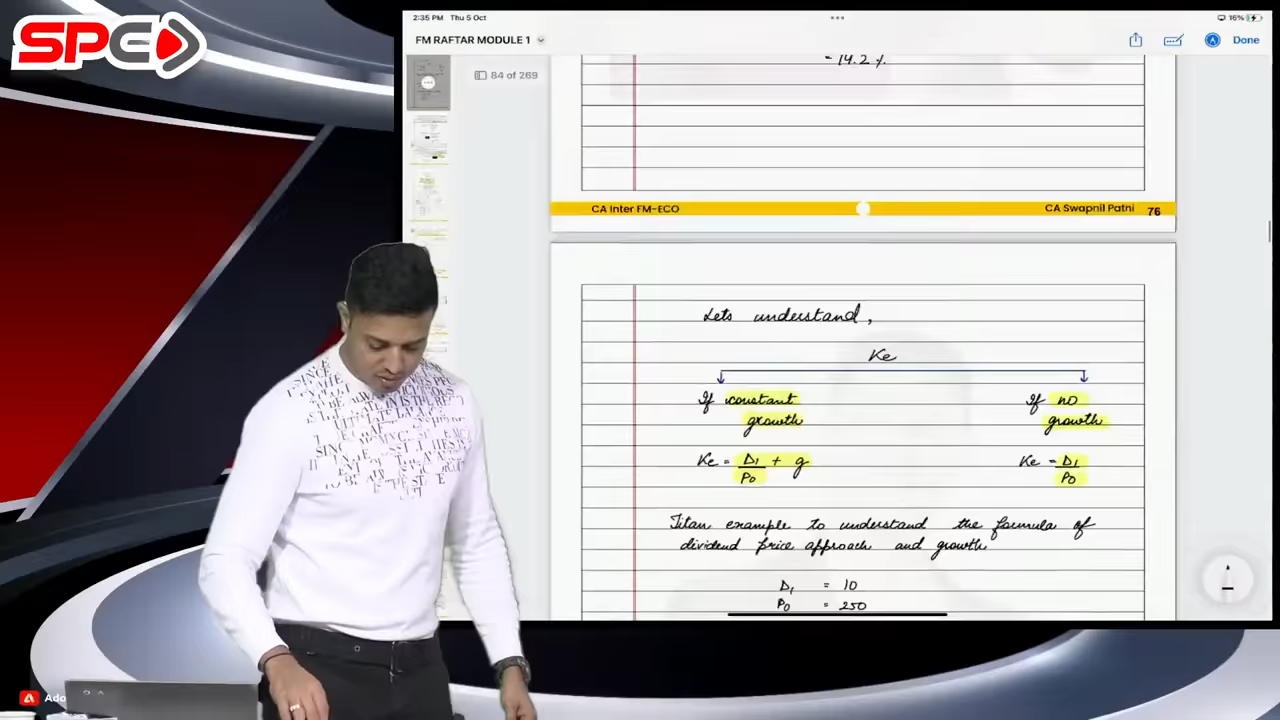 SPED
2:35 PM Thu 5 Oct
16%
FM RAFTAR MODULE 1
Done
84 of 269
= 14.2 %
CA Inter FM-ECO
CA Swapnil Patni 76
Lets understand,
Ke
If constant growth
If no growth
Ke = D1/P0 + g
Ke = D1/P0
Titan example to understand the formula of
dividend price approach and growth
D1 = 10
P0 = 250
Ado